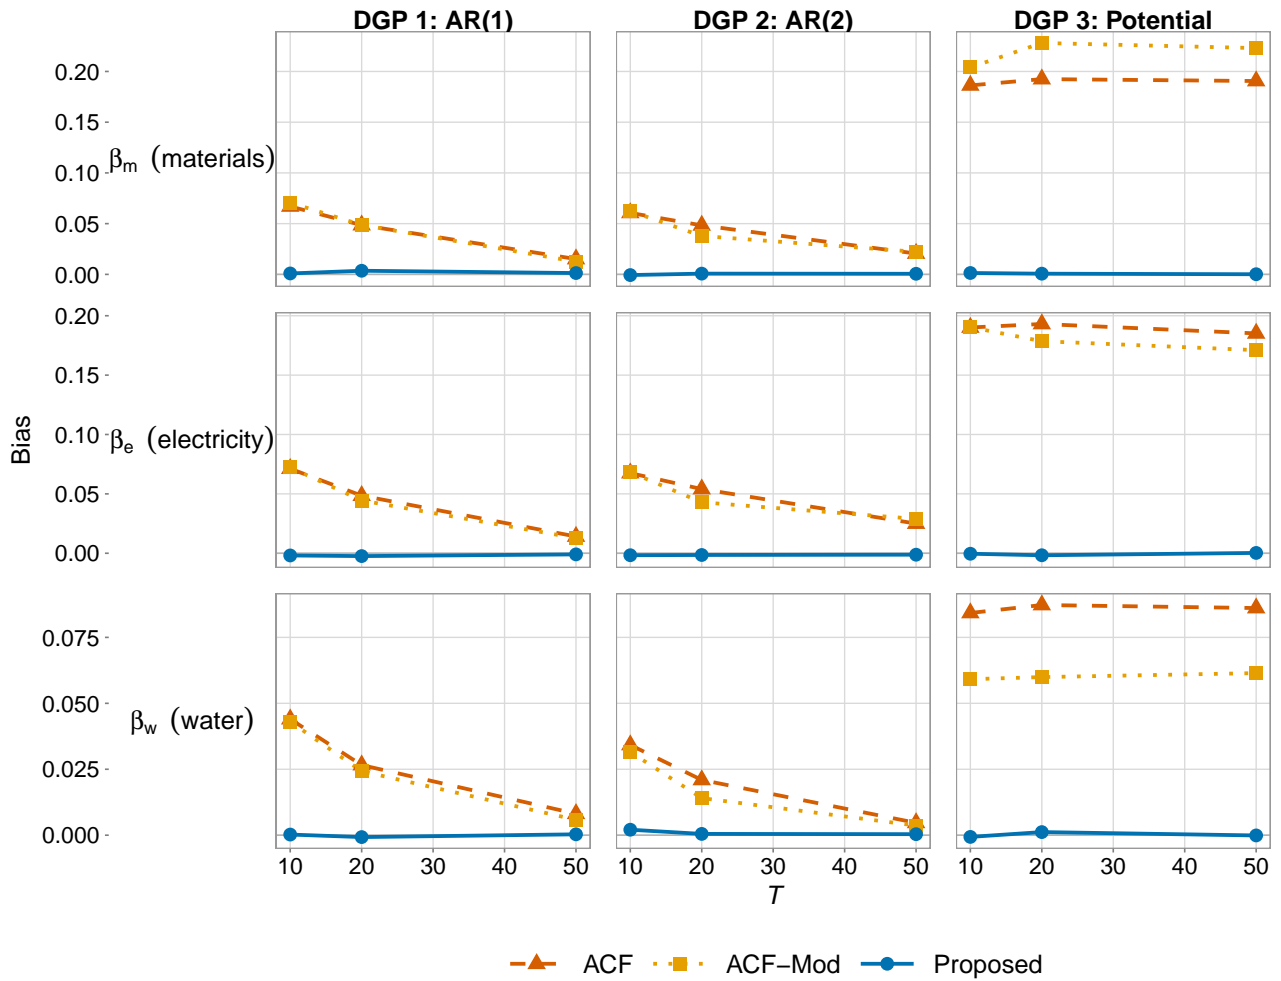 DGP 1: AR(1) DGP 2: AR(2) DGP 3: Potential
0.20
0.15
βm (materials)
0.10
0.05
0.00
0.20
0.15
Bias
βe (electricity)
0.10
0.05
0.00
0.075
0.050
βw (water)
0.025
0.000
10 20 30 40 50 10 20 30 40 50 10 20 30 40 50
T
ACF ACF−Mod Proposed